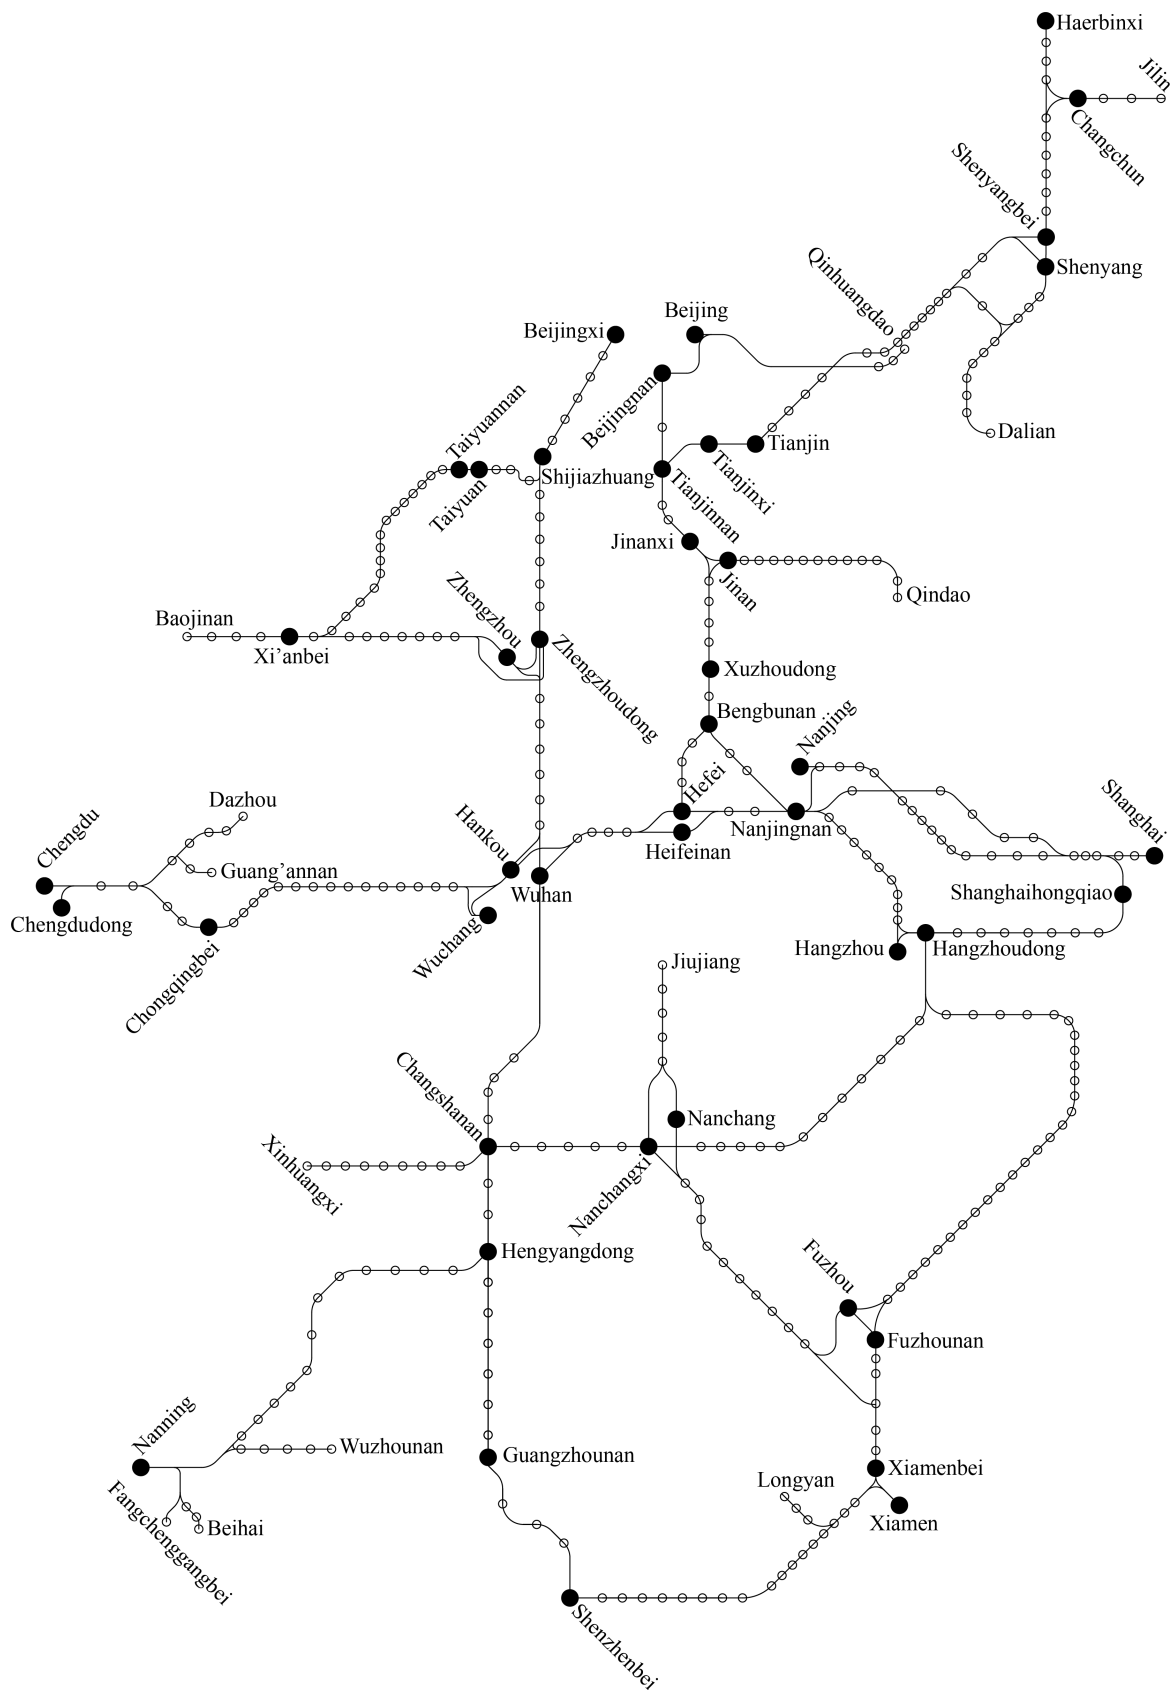 Haerbinxi
Jilin
Changchun
Shenyangbei
Shenyang
Qinhuangdao
Beijing
Beijingxi
Beijingnan
Dalian
Taiyuannan
Tianjin
Tianjinxi
Shijiazhuang
Taiyuan
Tianjinnan
Jinanxi
Jinan
Qindao
Zhengzhou
Baojinan
Xi'anbei
Zhengzhoudong
Xuzhoudong
Bengbunan
Nanjing
Hefei
Shanghai
Dazhou
Hankou
Nanjingnan
Chengdu
Heifeinan
Guang'annan
Wuhan
Shanghaihongqiao
Chengdudong
Wuchang
Hangzhou
Hangzhoudong
Chongqingbei
Jiujiang
Changshanan
Nanchang
Xinhuangxi
Nanchangxi
Hengyangdong
Fuzhou
Fuzhounan
Nanning
Wuzhounan
Guangzhounan
Xiamenbei
Longyan
Fangchenggangbei
Beihai
Xiamen
Shenzhenbei